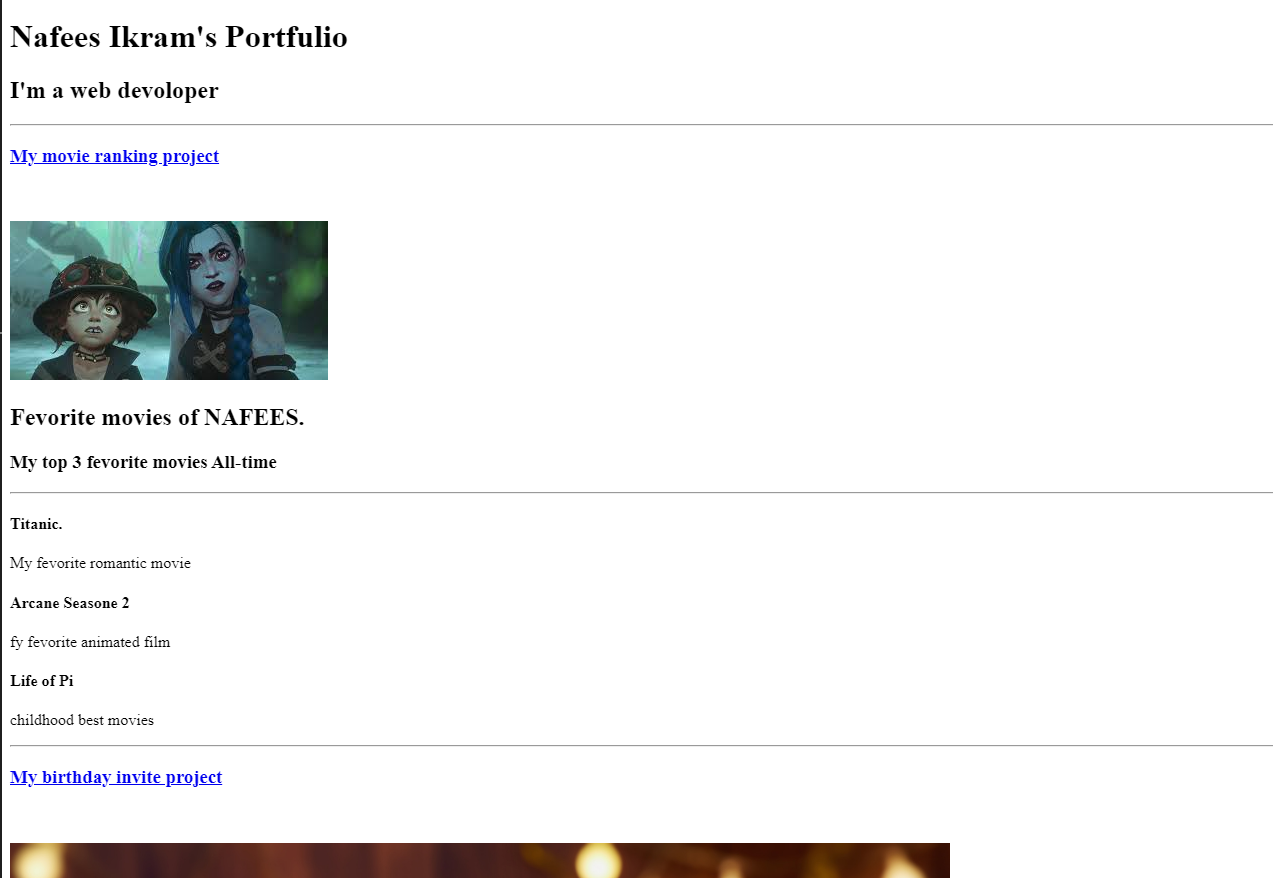 Nafees Ikram's Portfulio
I'm a web devoloper
My movie ranking project
Fevorite movies of NAFEES.
My top 3 fevorite movies All-time
Titanic.
My fevorite romantic movie
Arcane Seasone 2
fy fevorite animated film
Life of Pi
childhood best movies
My birthday invite project